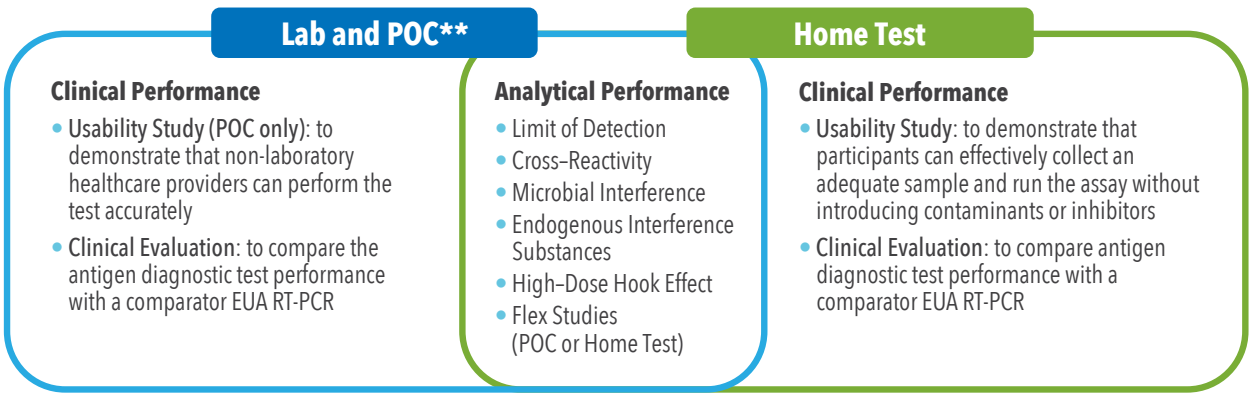 Lab and POC**
Clinical Performance
• Usability Study (POC only): to
demonstrate that non-laboratory
healthcare providers can perform the
test accurately
• Clinical Evaluation: to compare the
antigen diagnostic test performance
with a comparator EUA RT-PCR
Analytical Performance
• Limit of Detection
• Cross–Reactivity
• Microbial Interference
• Endogenous Interference
Substances
• High–Dose Hook Effect
• Flex Studies
(POC or Home Test)
Home Test
Clinical Performance
• Usability Study: to demonstrate that
participants can effectively collect an
adequate sample and run the assay without
introducing contaminants or inhibitors
• Clinical Evaluation: to compare antigen
diagnostic test performance with a
comparator EUA RT-PCR